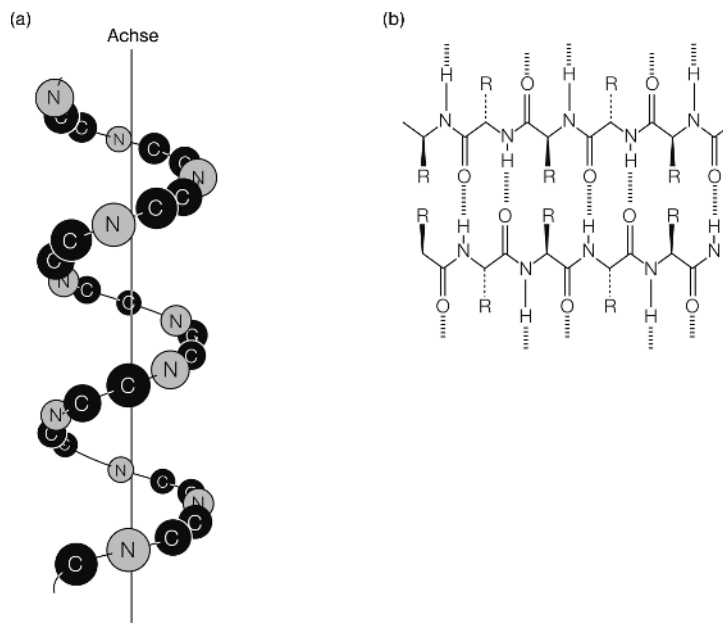 (a)
Achse
N
C C N C C N
C C N C C
N C C N C
C N C C
N C C N C C N
C C N C
(b)
H R O H R O H
N N N
N N
H H
R O R O R O
R H O R H O R H
N N N
N N
O R H O R H O